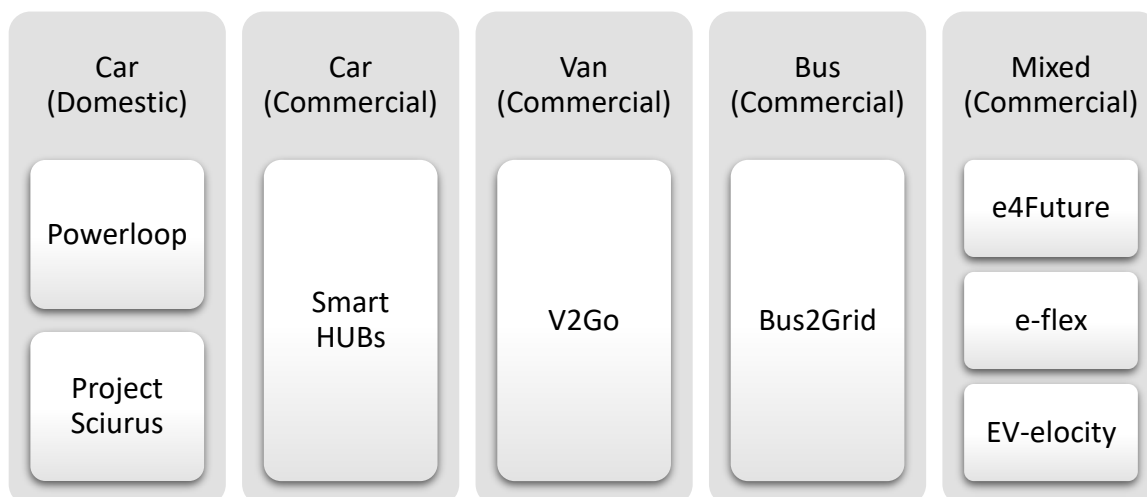 Car
(Domestic)
Powerloop
Project
Sciurus
Car
(Commercial)
Smart
HUBs
Van
(Commercial)
V2Go
Bus
(Commercial)
Bus2Grid
Mixed
(Commercial)
e4Future
e-flex
EV-elocity